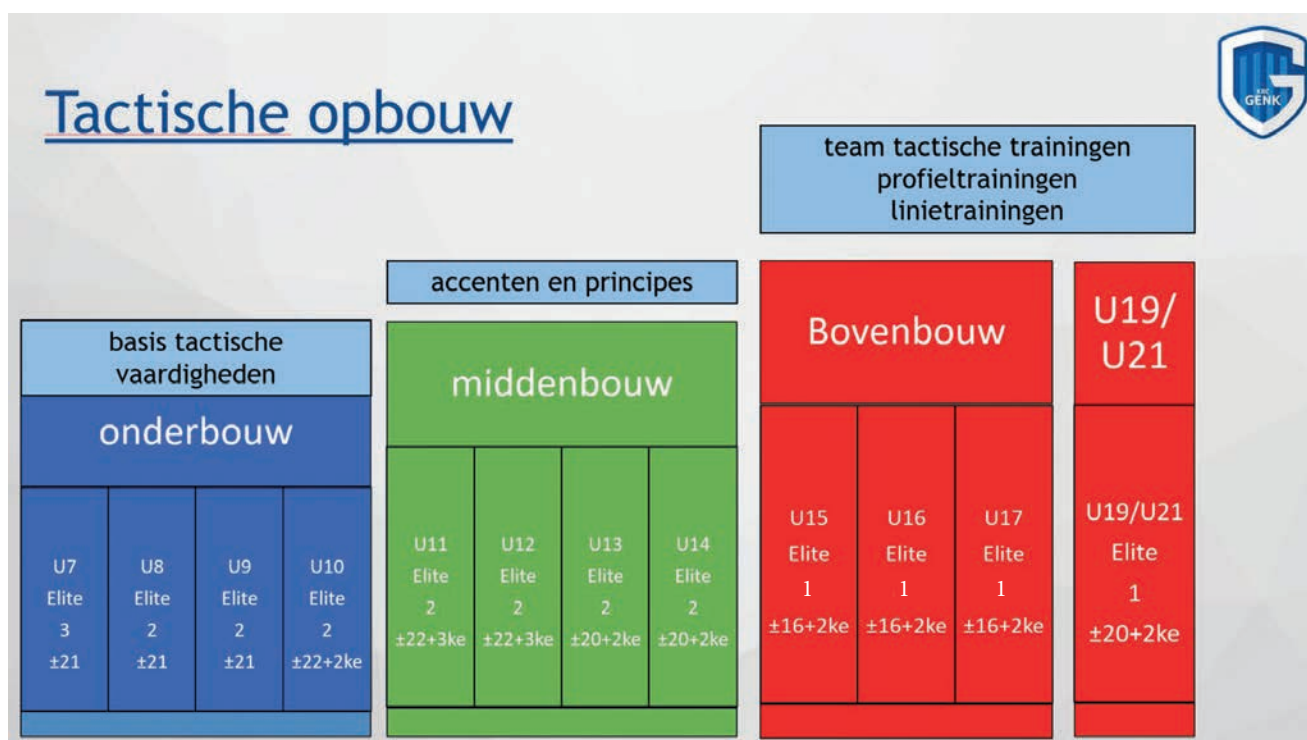 Tactische opbouw
KRC
GENK
team tactische trainingen
profieltrainingen
linietrainingen
accenten en principes
basis tactische
vaardigheden
onderbouw
middenbouw
Bovenbouw
U19/
U21
U7
Elite
3
±21
U8
Elite
2
±21
U9
Elite
2
±21
U10
Elite
2
±22+2ke
U11
Elite
2
±22+3ke
U12
Elite
2
±22+3ke
U13
Elite
2
±20+2ke
U14
Elite
2
±20+2ke
U15
Elite
1
±16+2ke
U16
Elite
1
±16+2ke
U17
Elite
1
±16+2ke
U19/U21
Elite
1
±20+2ke